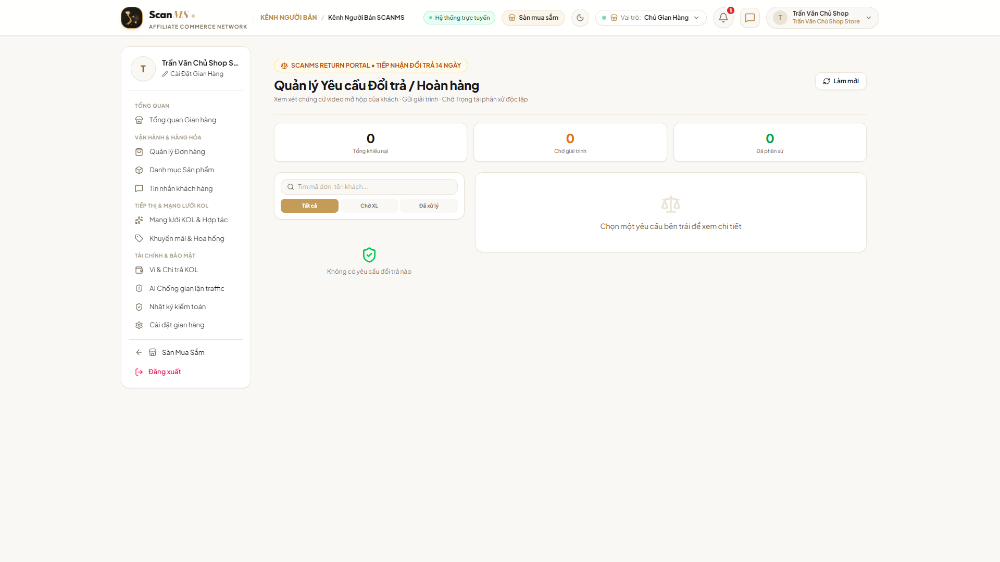 ScanMS
AFFILIATE COMMERCE NETWORK
KÊNH NGƯỜI BÁN / Kênh Người Bán SCANMS
Hệ thống trực tuyến
Sàn mua sắm
Vai trò: Chủ Gian Hàng
1
T
Trần Văn Chủ Shop
Trần Văn Chủ Shop Store
T
Trần Văn Chủ Shop S...
Cài Đặt Gian Hàng
TỔNG QUAN
Tổng quan Gian hàng
VẬN HÀNH & HÀNG HÓA
Quản lý Đơn hàng
Danh mục Sản phẩm
Tin nhắn khách hàng
TIẾP THỊ & MẠNG LƯỚI KOL
Mạng lưới KOL & Hợp tác
Khuyến mãi & Hoa hồng
TÀI CHÍNH & BẢO MẬT
Ví & Chi trả KOL
AI Chống gian lận traffic
Nhật ký kiểm toán
Cài đặt gian hàng
Sàn Mua Sắm
Đăng xuất
SCANMS RETURN PORTAL • TIẾP NHẬN ĐỔI TRẢ 14 NGÀY
Quản lý Yêu cầu Đổi trả / Hoàn hàng
Xem xét chứng cứ video mở hộp của khách · Gửi giải trình · Chờ Trọng tài phân xử độc lập
Làm mới
0
Tổng khiếu nại
0
Chờ giải trình
0
Đã phân xử
Tìm mã đơn, tên khách...
Tất cả
Chờ XL
Đã xử lý
Không có yêu cầu đổi trả nào
Chọn một yêu cầu bên trái để xem chi tiết